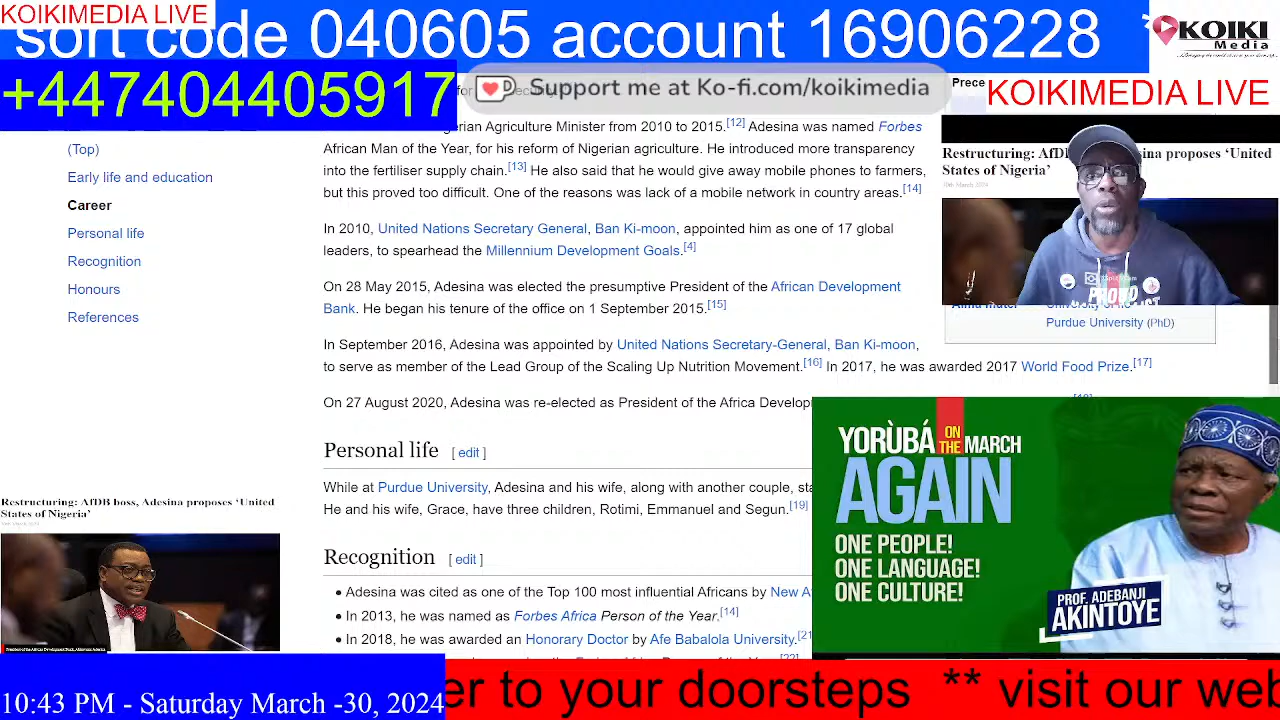 KOIKIMEDIA LIVE
sort code 040605 account 16906228
KOIKI
Media
+447404405917
Support me at Ko-fi.com/koikimedia
KOIKIMEDIA LIVE
Agriculture Minister from 2010 to 2015.[12] Adesina was named Forbes
African Man of the Year, for his reform of Nigerian agriculture. He introduced more transparency
into the fertiliser supply chain.[13] He also said that he would give away mobile phones to farmers,
but this proved too difficult. One of the reasons was lack of a mobile network in country areas.[14]
In 2010, United Nations Secretary General, Ban Ki-moon, appointed him as one of 17 global
leaders, to spearhead the Millennium Development Goals.[4]
On 28 May 2015, Adesina was elected the presumptive President of the African Development
Bank. He began his tenure of the office on 1 September 2015.[15]
In September 2016, Adesina was appointed by United Nations Secretary-General, Ban Ki-moon,
to serve as member of the Lead Group of the Scaling Up Nutrition Movement.[16] In 2017, he was awarded 2017 World Food Prize.[17]
On 27 August 2020, Adesina was re-elected as President of the Africa Develop
Personal life [ edit ]
While at Purdue University, Adesina and his wife, along with another couple, sta
He and his wife, Grace, have three children, Rotimi, Emmanuel and Segun.[19]
Recognition [ edit ]
• Adesina was cited as one of the Top 100 most influential Africans by New A
• In 2013, he was named as Forbes Africa Person of the Year.[14]
• In 2018, he was awarded an Honorary Doctor by Afe Babalola University.[21
(Top)
Early life and education
Career
Personal life
Recognition
Honours
References
Prece
Restructuring: AfDB sina proposes ‘United
States of Nigeria’
PROUD
Purdue University (PhD)
YORÙBÁ ON THE MARCH
AGAIN
ONE PEOPLE!
ONE LANGUAGE!
ONE CULTURE!
PROF. ADEBANJI
AKINTOYE
Restructuring: AfDB boss, Adesina proposes ‘United
States of Nigeria’
10:43 PM - Saturday March -30, 2024
er to your doorsteps ** visit our web